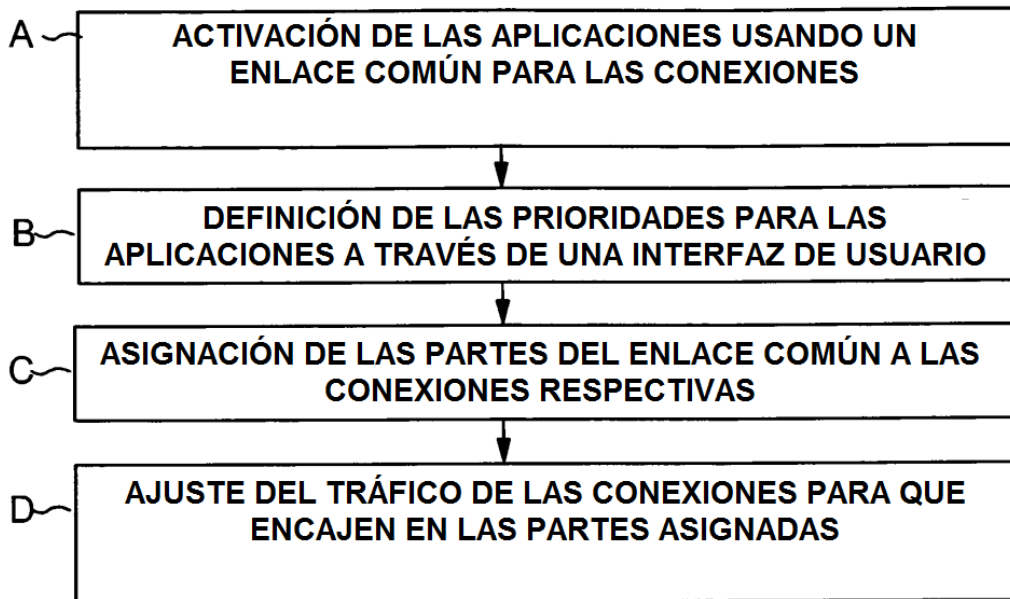 A
ACTIVACIÓN DE LAS APLICACIONES USANDO UN
ENLACE COMÚN PARA LAS CONEXIONES
B
DEFINICIÓN DE LAS PRIORIDADES PARA LAS
APLICACIONES A TRAVÉS DE UNA INTERFAZ DE USUARIO
C
ASIGNACIÓN DE LAS PARTES DEL ENLACE COMÚN A LAS
CONEXIONES RESPECTIVAS
D
AJUSTE DEL TRÁFICO DE LAS CONEXIONES PARA QUE
ENCAJEN EN LAS PARTES ASIGNADAS